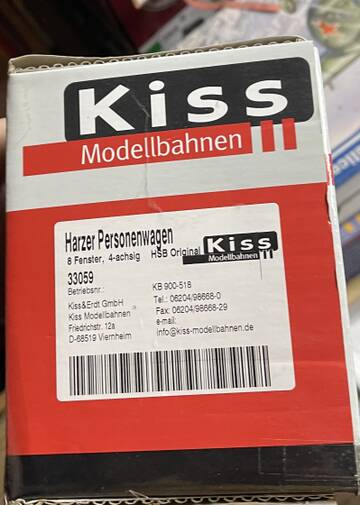 Kiss
Modellbahnen
Harzer Personenwagen
8 Fenster, 4-achsig HSB Original
Kiss
Modellbahnen
33059
Betriebsnr.: KB 900-518
Kiss&Erdt GmbH Tel.: 06204/98668-0
Kiss Modellbahnen Fax: 06204/98668-29
Friedrichstr. 12a e-mail:
D-68519 Viernheim info@kiss-modellbahnen.de